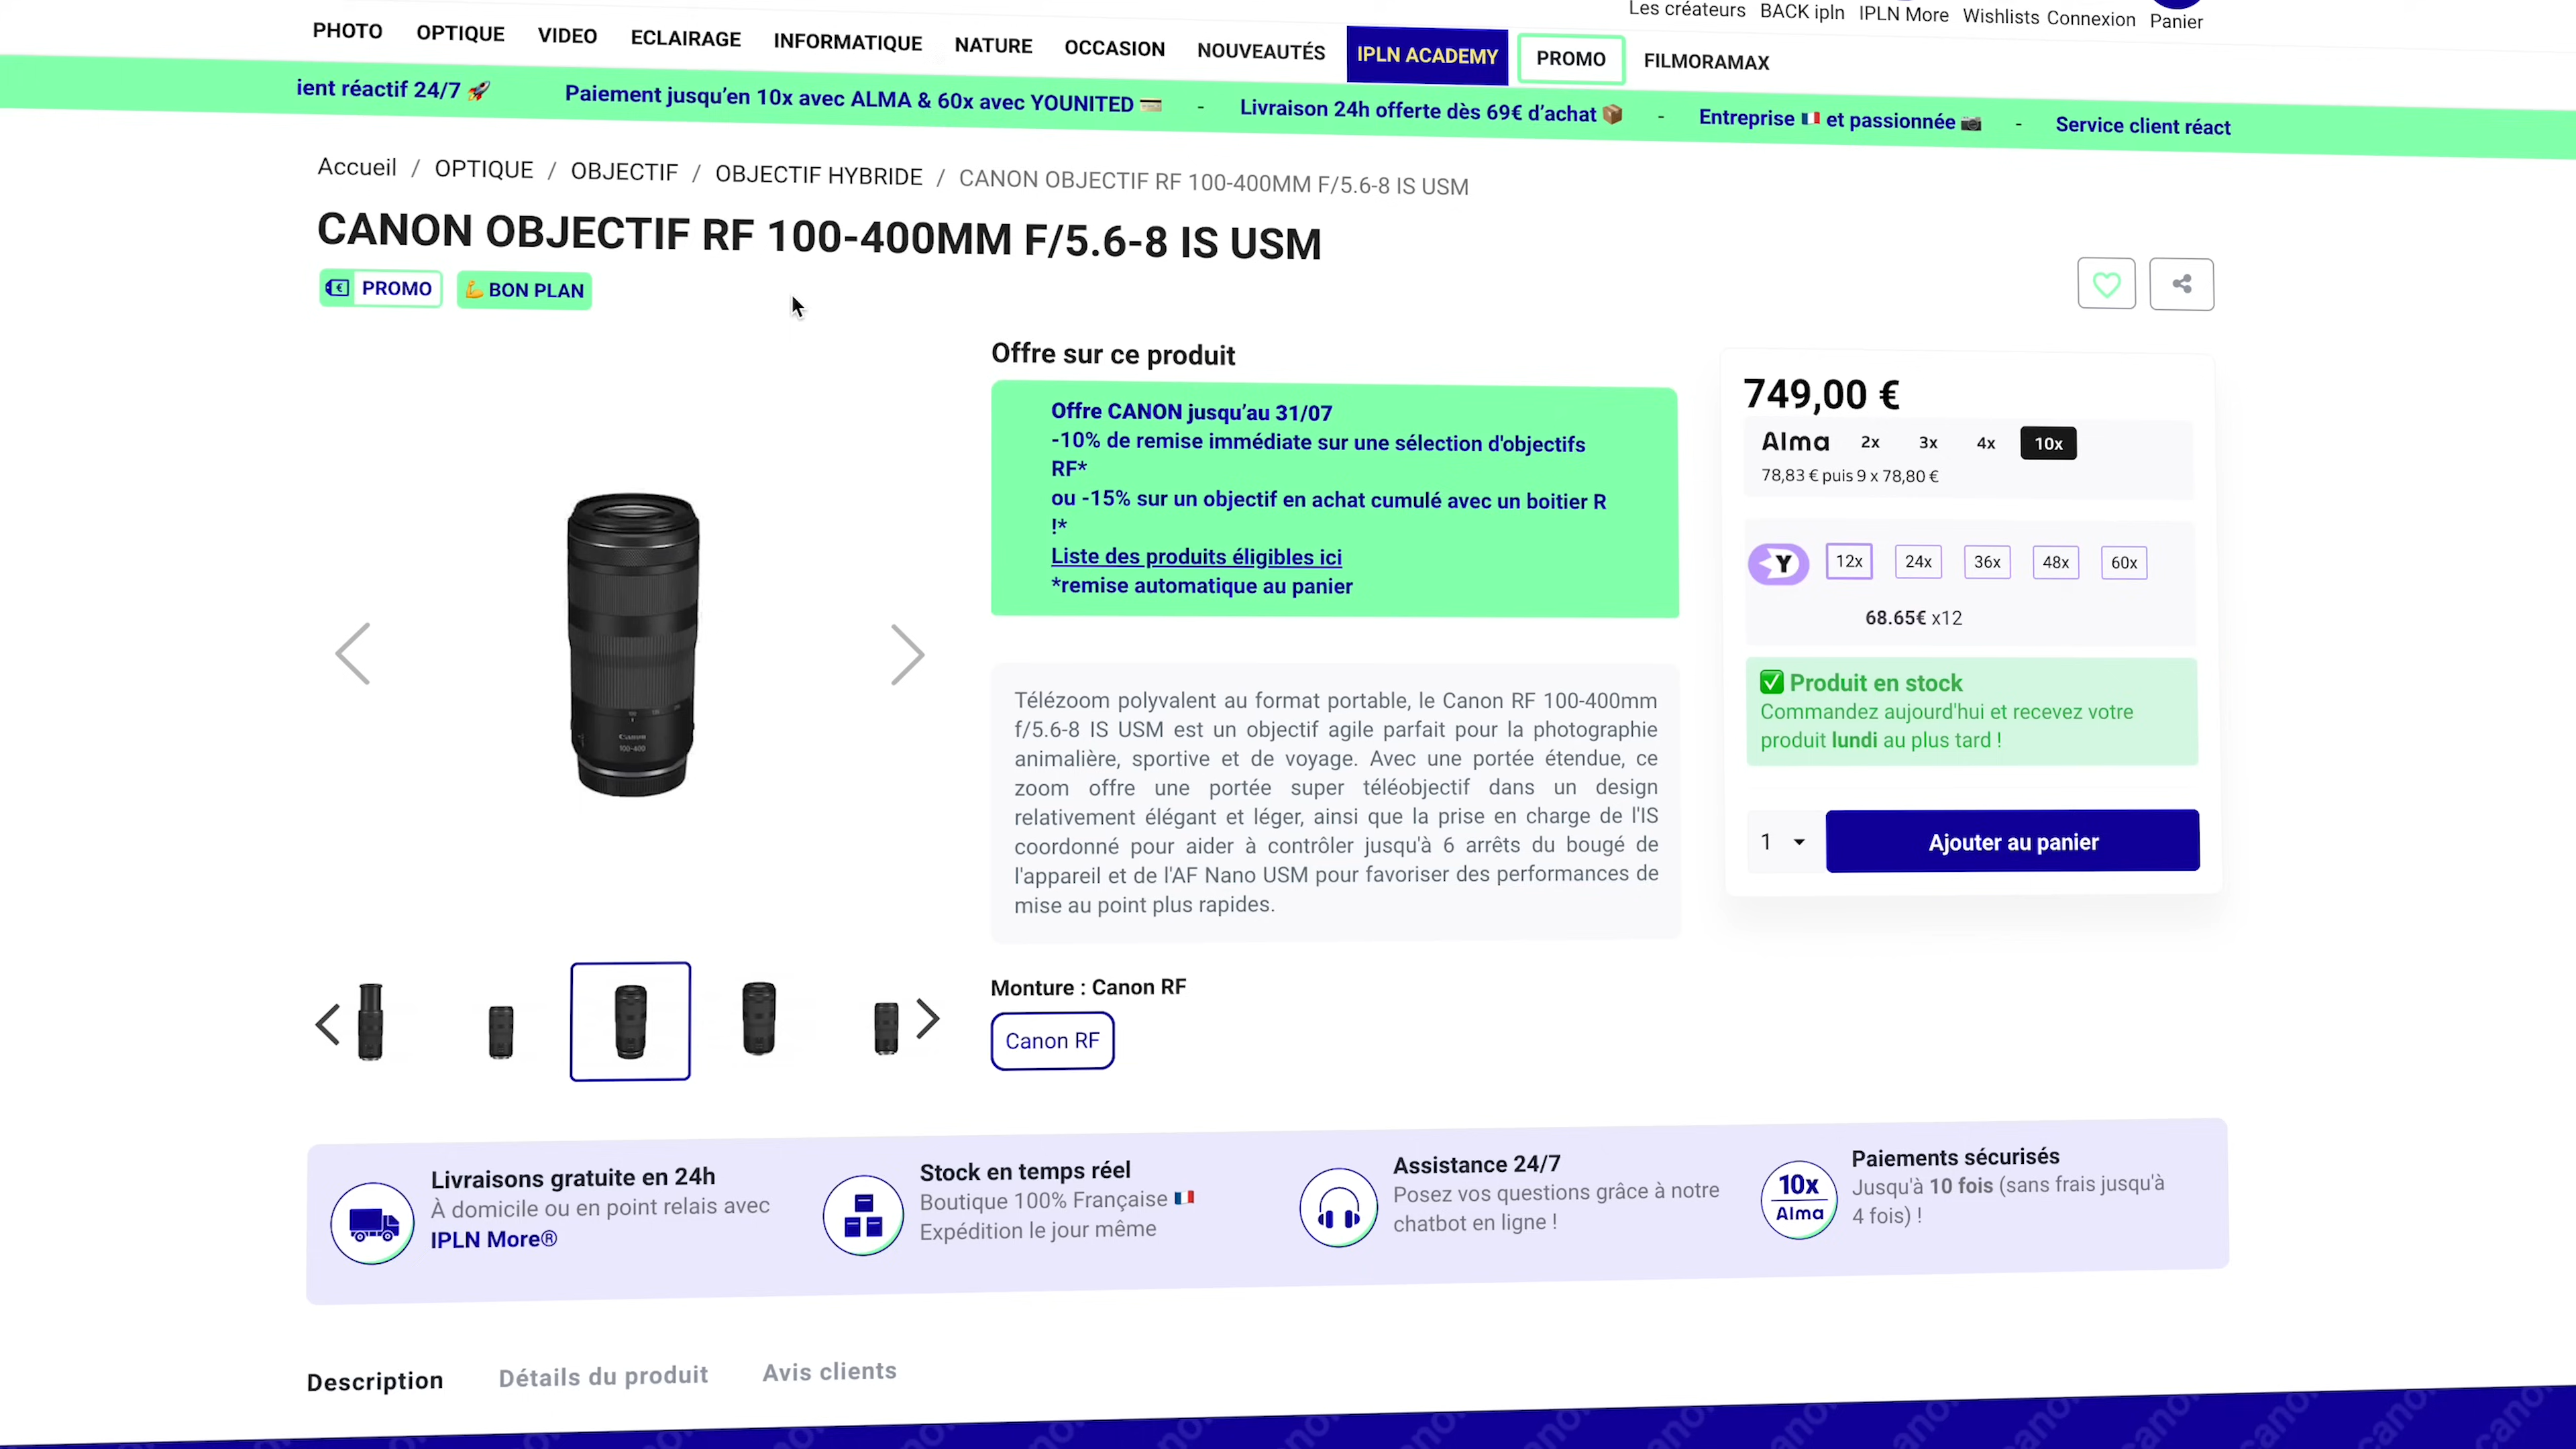 Les créateurs BACK ipln IPLN More Wishlists Connexion Panier
PHOTO OPTIQUE VIDEO ECLAIRAGE INFORMATIQUE NATURE OCCASION NOUVEAUTÉS IPLN ACADEMY PROMO FILMORAMAX
ient réactif 24/7 🚀 Paiement jusqu'en 10x avec ALMA & 60x avec YOUNITED 💳 - Livraison 24h offerte dès 69€ d'achat 📦 - Entreprise 🇫🇷 et passionnée 📷 - Service client réact
Accueil / OPTIQUE / OBJECTIF / OBJECTIF HYBRIDE / CANON OBJECTIF RF 100-400MM F/5.6-8 IS USM
CANON OBJECTIF RF 100-400MM F/5.6-8 IS USM
PROMO 💪 BON PLAN
Offre sur ce produit
Offre CANON jusqu'au 31/07
-10% de remise immédiate sur une sélection d'objectifs
RF*
ou -15% sur un objectif en achat cumulé avec un boitier R
!*
Liste des produits éligibles ici
*remise automatique au panier
Télézoom polyvalent au format portable, le Canon RF 100-400mm
f/5.6-8 IS USM est un objectif agile parfait pour la photographie
animalière, sportive et de voyage. Avec une portée étendue, ce
zoom offre une portée super téléobjectif dans un design
relativement élégant et léger, ainsi que la prise en charge de l'IS
coordonné pour aider à contrôler jusqu'à 6 arrêts du bougé de
l'appareil et de l'AF Nano USM pour favoriser des performances de
mise au point plus rapides.
Monture : Canon RF
Canon RF
749,00 €
Alma 2x 3x 4x 10x
78,83 € puis 9 x 78,80 €
Y 12x 24x 36x 48x 60x
68.65€ x12
✅ Produit en stock
Commandez aujourd'hui et recevez votre
produit lundi au plus tard !
1 Ajouter au panier
Canon
100-400
Livraisons gratuite en 24h
À domicile ou en point relais avec
IPLN More®
Stock en temps réel
Boutique 100% Française 🇫🇷
Expédition le jour même
Assistance 24/7
Posez vos questions grâce à notre
chatbot en ligne !
10x
Alma
Paiements sécurisés
Jusqu'à 10 fois (sans frais jusqu'à
4 fois) !
Description Détails du produit Avis clients